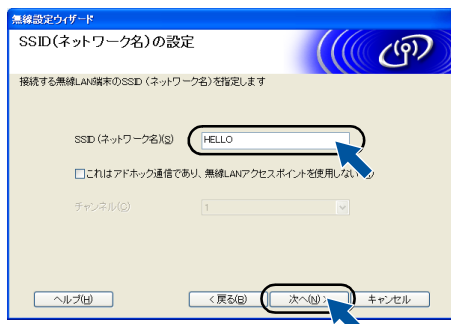 無線設定ウィザード
SSID(ネットワーク名)の設定
接続する無線LAN端末のSSID (ネットワーク名)を指定します
SSID (ネットワーク名)(S) HELLO
これはアドホック通信であり、無線LANアクセスポイントを使用しない
チャンネル(C) 1
ヘルプ(H) < 戻る(B) 次へ(N) > キャンセル